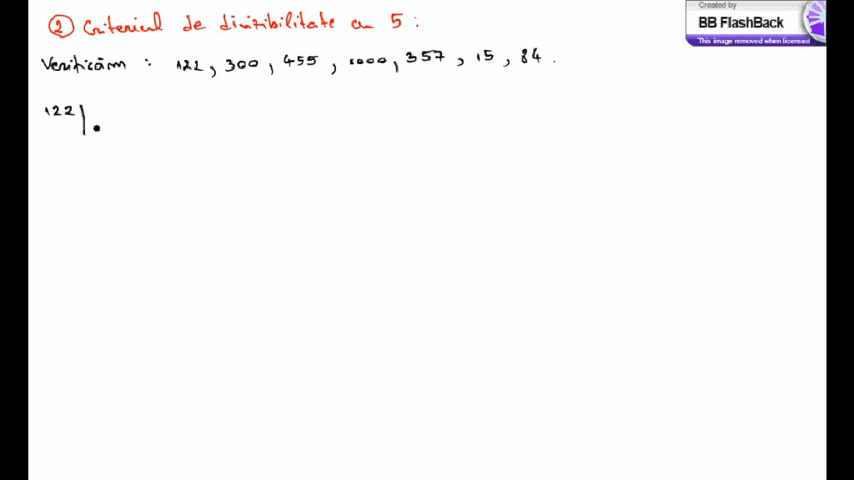 ② Criteriul de divizibilitate cu 5 :
Verificăm : 122, 300, 455, 1000, 357, 15, 84.
122|
Created by
BB FlashBack
This image removed when licensed